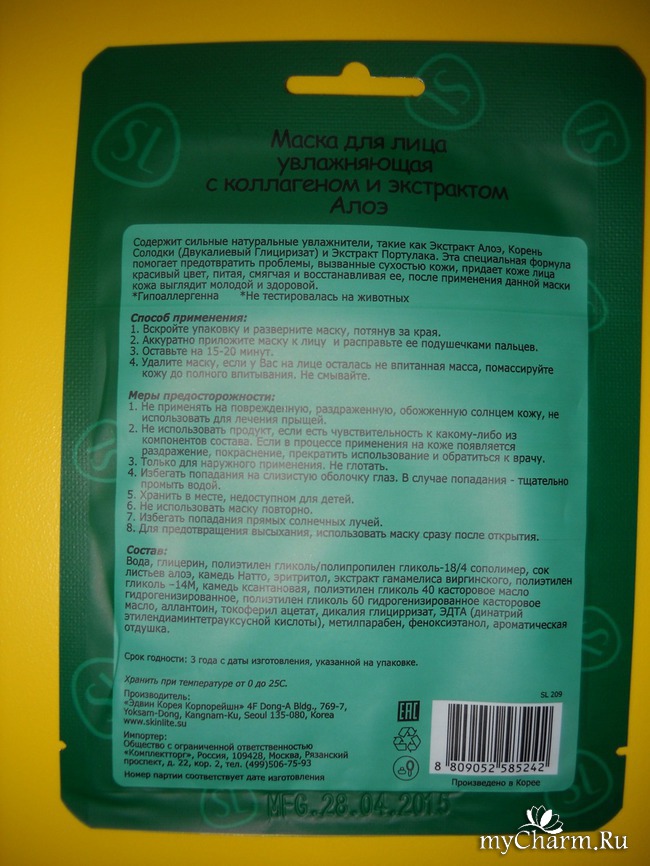 SL
SL
Маска для лица
увлажняющая
с коллагеном и экстрактом
Алоэ
Содержит сильные натуральные увлажнители, такие как Экстракт Алоэ, Корень
Солодки (Двукалиевый Глициризат) и Экстракт Портулака. Эта специальная формула
помогает предотвратить проблемы, вызванные сухостью кожи, придает коже лица
красивый цвет, питая, смягчая и восстанавливая ее, после применения данной маски
кожа выглядит молодой и здоровой.
*Гипоаллергенна *Не тестировалась на животных
Способ применения:
1. Вскройте упаковку и разверните маску, потянув за края.
2. Аккуратно приложите маску к лицу и расправьте ее подушечками пальцев.
3. Оставьте на 15-20 минут.
4. Удалите маску, если у Вас на лице осталась не впитанная масса, помассируйте
кожу до полного впитывания. Не смывайте.
Меры предосторожности:
1. Не применять на поврежденную, раздраженную, обожженную солнцем кожу, не
использовать для лечения прыщей.
2. Не использовать продукт, если есть чувствительность к какому-либо из
компонентов состава. Если в процессе применения на коже появляется
раздражение, покраснение, прекратить использование и обратиться к врачу.
3. Только для наружного применения. Не глотать.
4. Избегать попадания на слизистую оболочку глаз. В случае попадания - тщательно
промыть водой.
5. Хранить в месте, недоступном для детей.
6. Не использовать маску повторно.
7. Избегать попадания прямых солнечных лучей.
8. Для предотвращения высыхания, использовать маску сразу после открытия.
Состав:
Вода, глицерин, полиэтилен гликоль/полипропилен гликоль-18/4 сополимер, сок
листьев алоэ, камедь Натто, эритритол, экстракт гамамелиса виргинского, полиэтилен
гликоль –14М, камедь ксантановая, полиэтилен гликоль 40 касторовое масло
гидрогенизированное, полиэтилен гликоль 60 гидрогенизированное касторовое
масло, аллантоин, токоферил ацетат, дикалия глицирризат, ЭДТА (динатрий
этилендиаминтетрауксусной кислоты), метилпарабен, феноксиэтанол, ароматическая
отдушка.
Срок годности: 3 года с даты изготовления, указанной на упаковке.
Хранить при температуре от 0 до 25С.
Производитель:
«Эдвин Корея Корпорейшн» 4F Dong-A Bldg., 769-7,
Yoksam-Dong, Kangnam-Ku, Seoul 135-080, Korea
www.skinlite.su
Импортер:
Общество с ограниченной ответственностью
«Комплектторг», Россия, 109428, Москва, Рязанский
проспект, д. 22, кор. 2, тел. (499)506-75-93
Номер партии соответствует дате изготовления
SL 209
EAC
8 809052 585242
Произведено в Корее
MFG.28.04.2015
myCharm.Ru